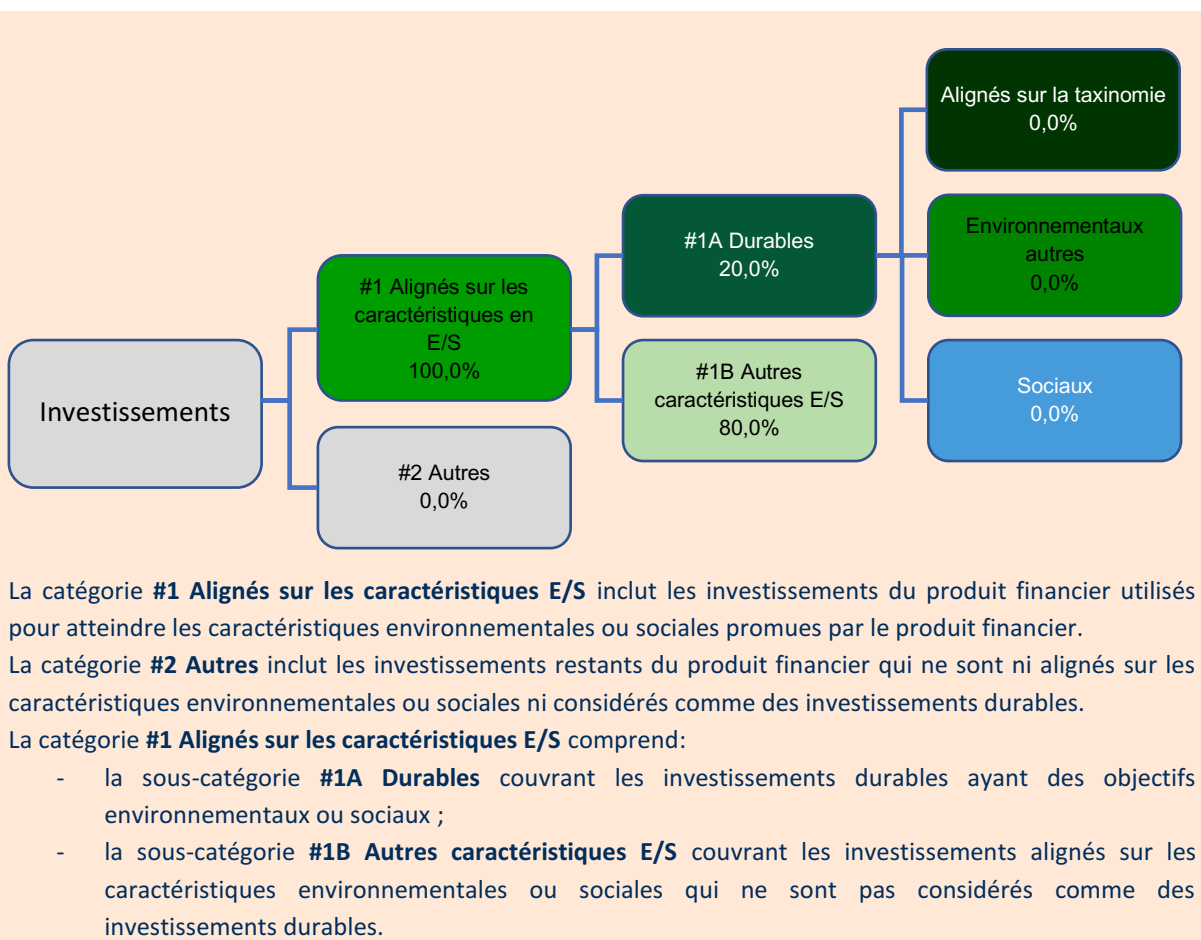 Investissements
#1 Alignés sur les
caractéristiques en
E/S
100,0%
#2 Autres
0,0%
#1A Durables
20,0%
#1B Autres
caractéristiques E/S
80,0%
Alignés sur la taxinomie
0,0%
Environnementaux
autres
0,0%
Sociaux
0,0%
La catégorie #1 Alignés sur les caractéristiques E/S inclut les investissements du produit financier utilisés
pour atteindre les caractéristiques environnementales ou sociales promues par le produit financier.
La catégorie #2 Autres inclut les investissements restants du produit financier qui ne sont ni alignés sur les
caractéristiques environnementales ou sociales ni considérés comme des investissements durables.
La catégorie #1 Alignés sur les caractéristiques E/S comprend:
- la sous-catégorie #1A Durables couvrant les investissements durables ayant des objectifs
environnementaux ou sociaux ;
- la sous-catégorie #1B Autres caractéristiques E/S couvrant les investissements alignés sur les
caractéristiques environnementales ou sociales qui ne sont pas considérés comme des
investissements durables.